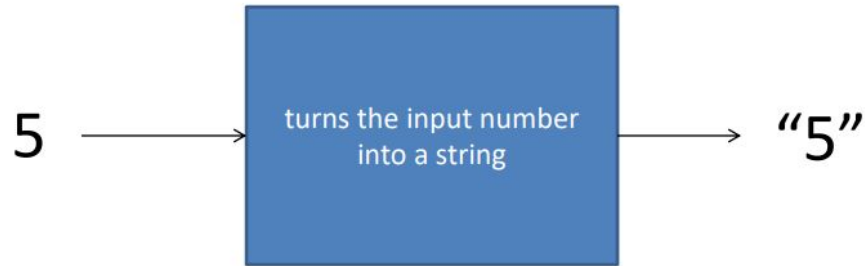 5
turns the input number
into a string
“5”